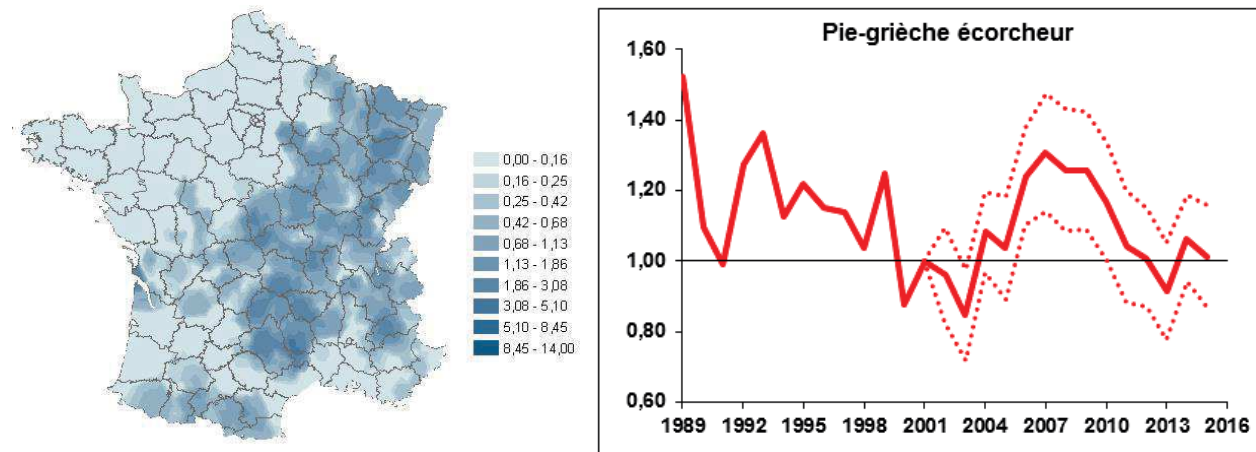 0,00 - 0,16
0,16 - 0,25
0,25 - 0,42
0,42 - 0,68
0,68 - 1,13
1,13 - 1,86
1,86 - 3,08
3,08 - 5,10
5,10 - 8,45
8,45 - 14,00
Pie-grièche écorcheur
1,60
1,40
1,20
1,00
0,80
0,60
1989 1992 1995 1998 2001 2004 2007 2010 2013 2016